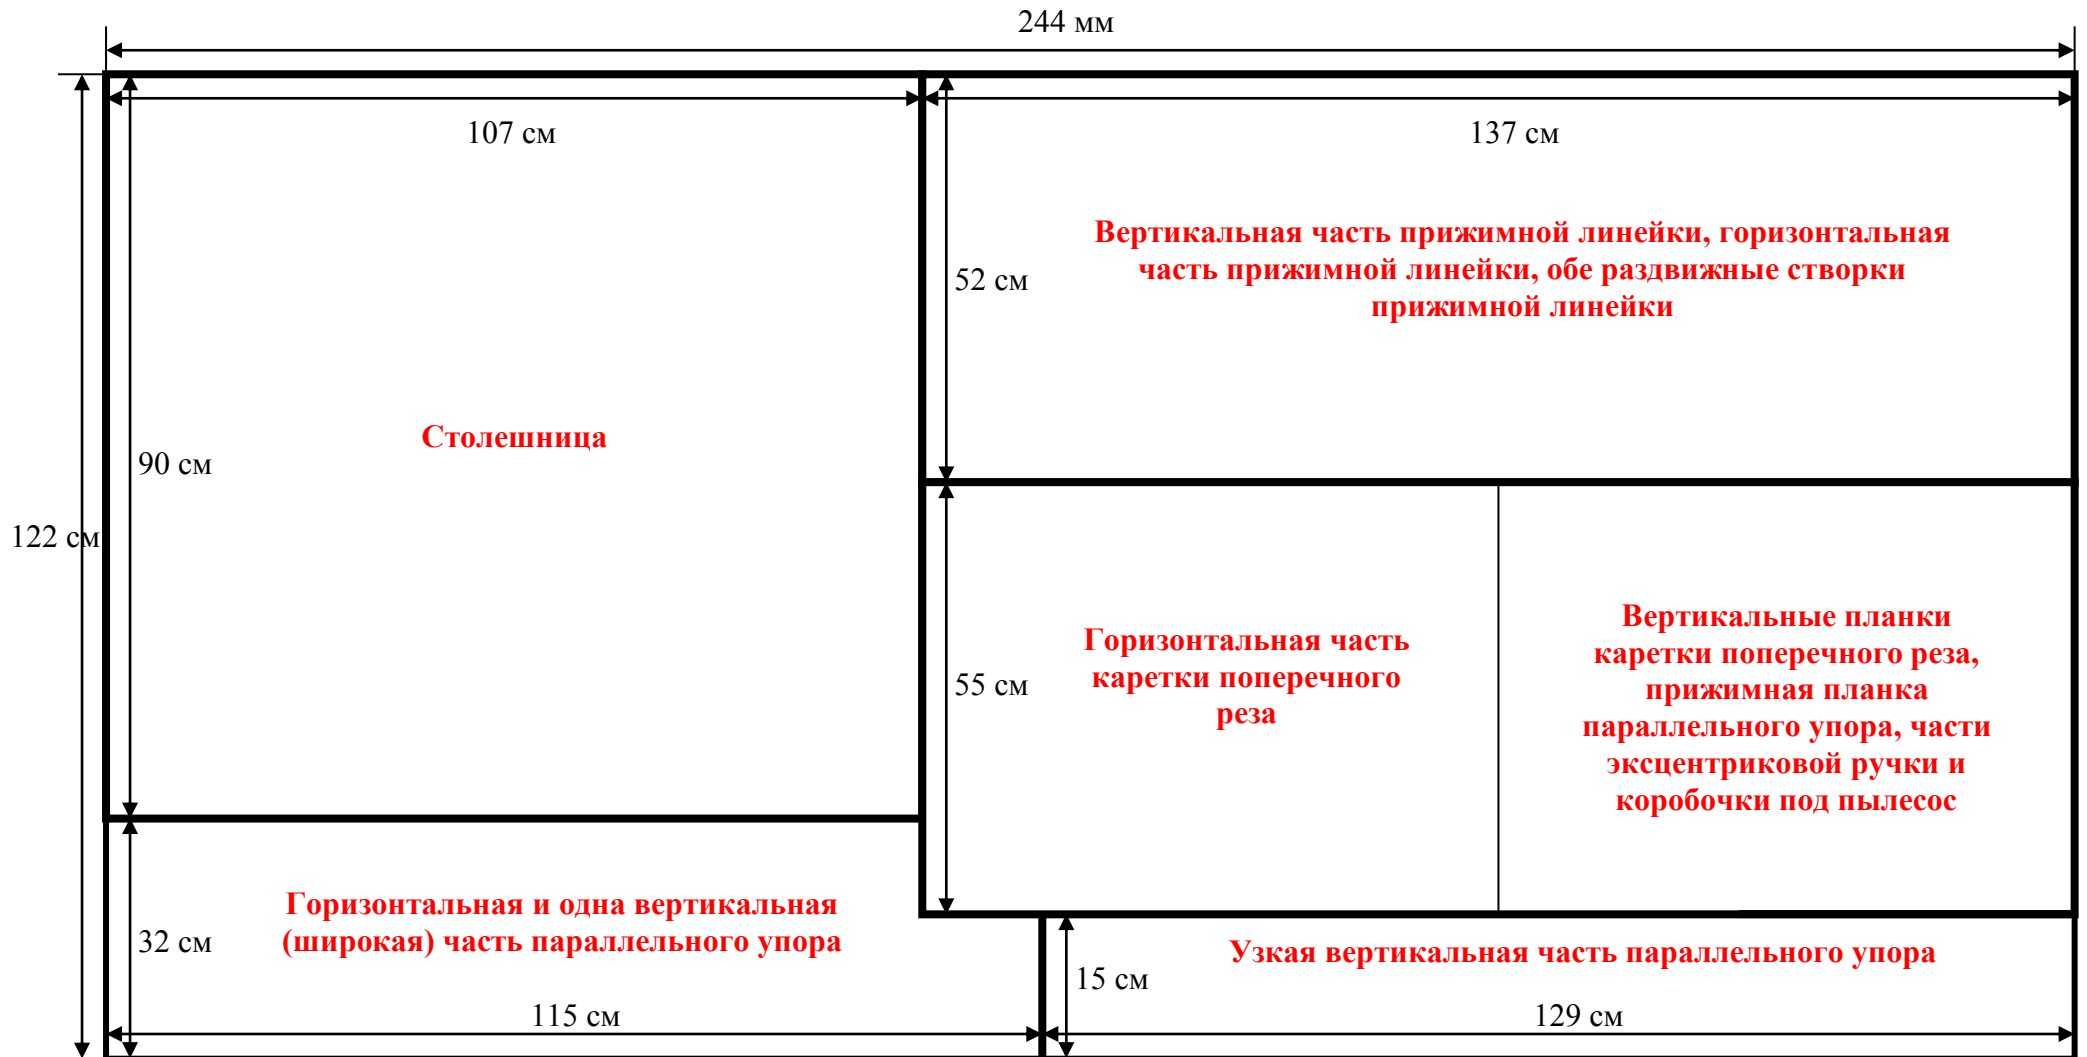 244 мм
107 см
137 см
Вертикальная часть прижимной линейки, горизонтальная
часть прижимной линейки, обе раздвижные створки
прижимной линейки
52 см
Столешница
90 см
122 см
Горизонтальная часть
каретки поперечного
реза
55 см
Вертикальные планки
каретки поперечного реза,
прижимная планка
параллельного упора, части
эксцентриковой ручки и
коробочки под пылесос
Горизонтальная и одна вертикальная
(широкая) часть параллельного упора
32 см
115 см
Узкая вертикальная часть параллельного упора
15 см
129 см